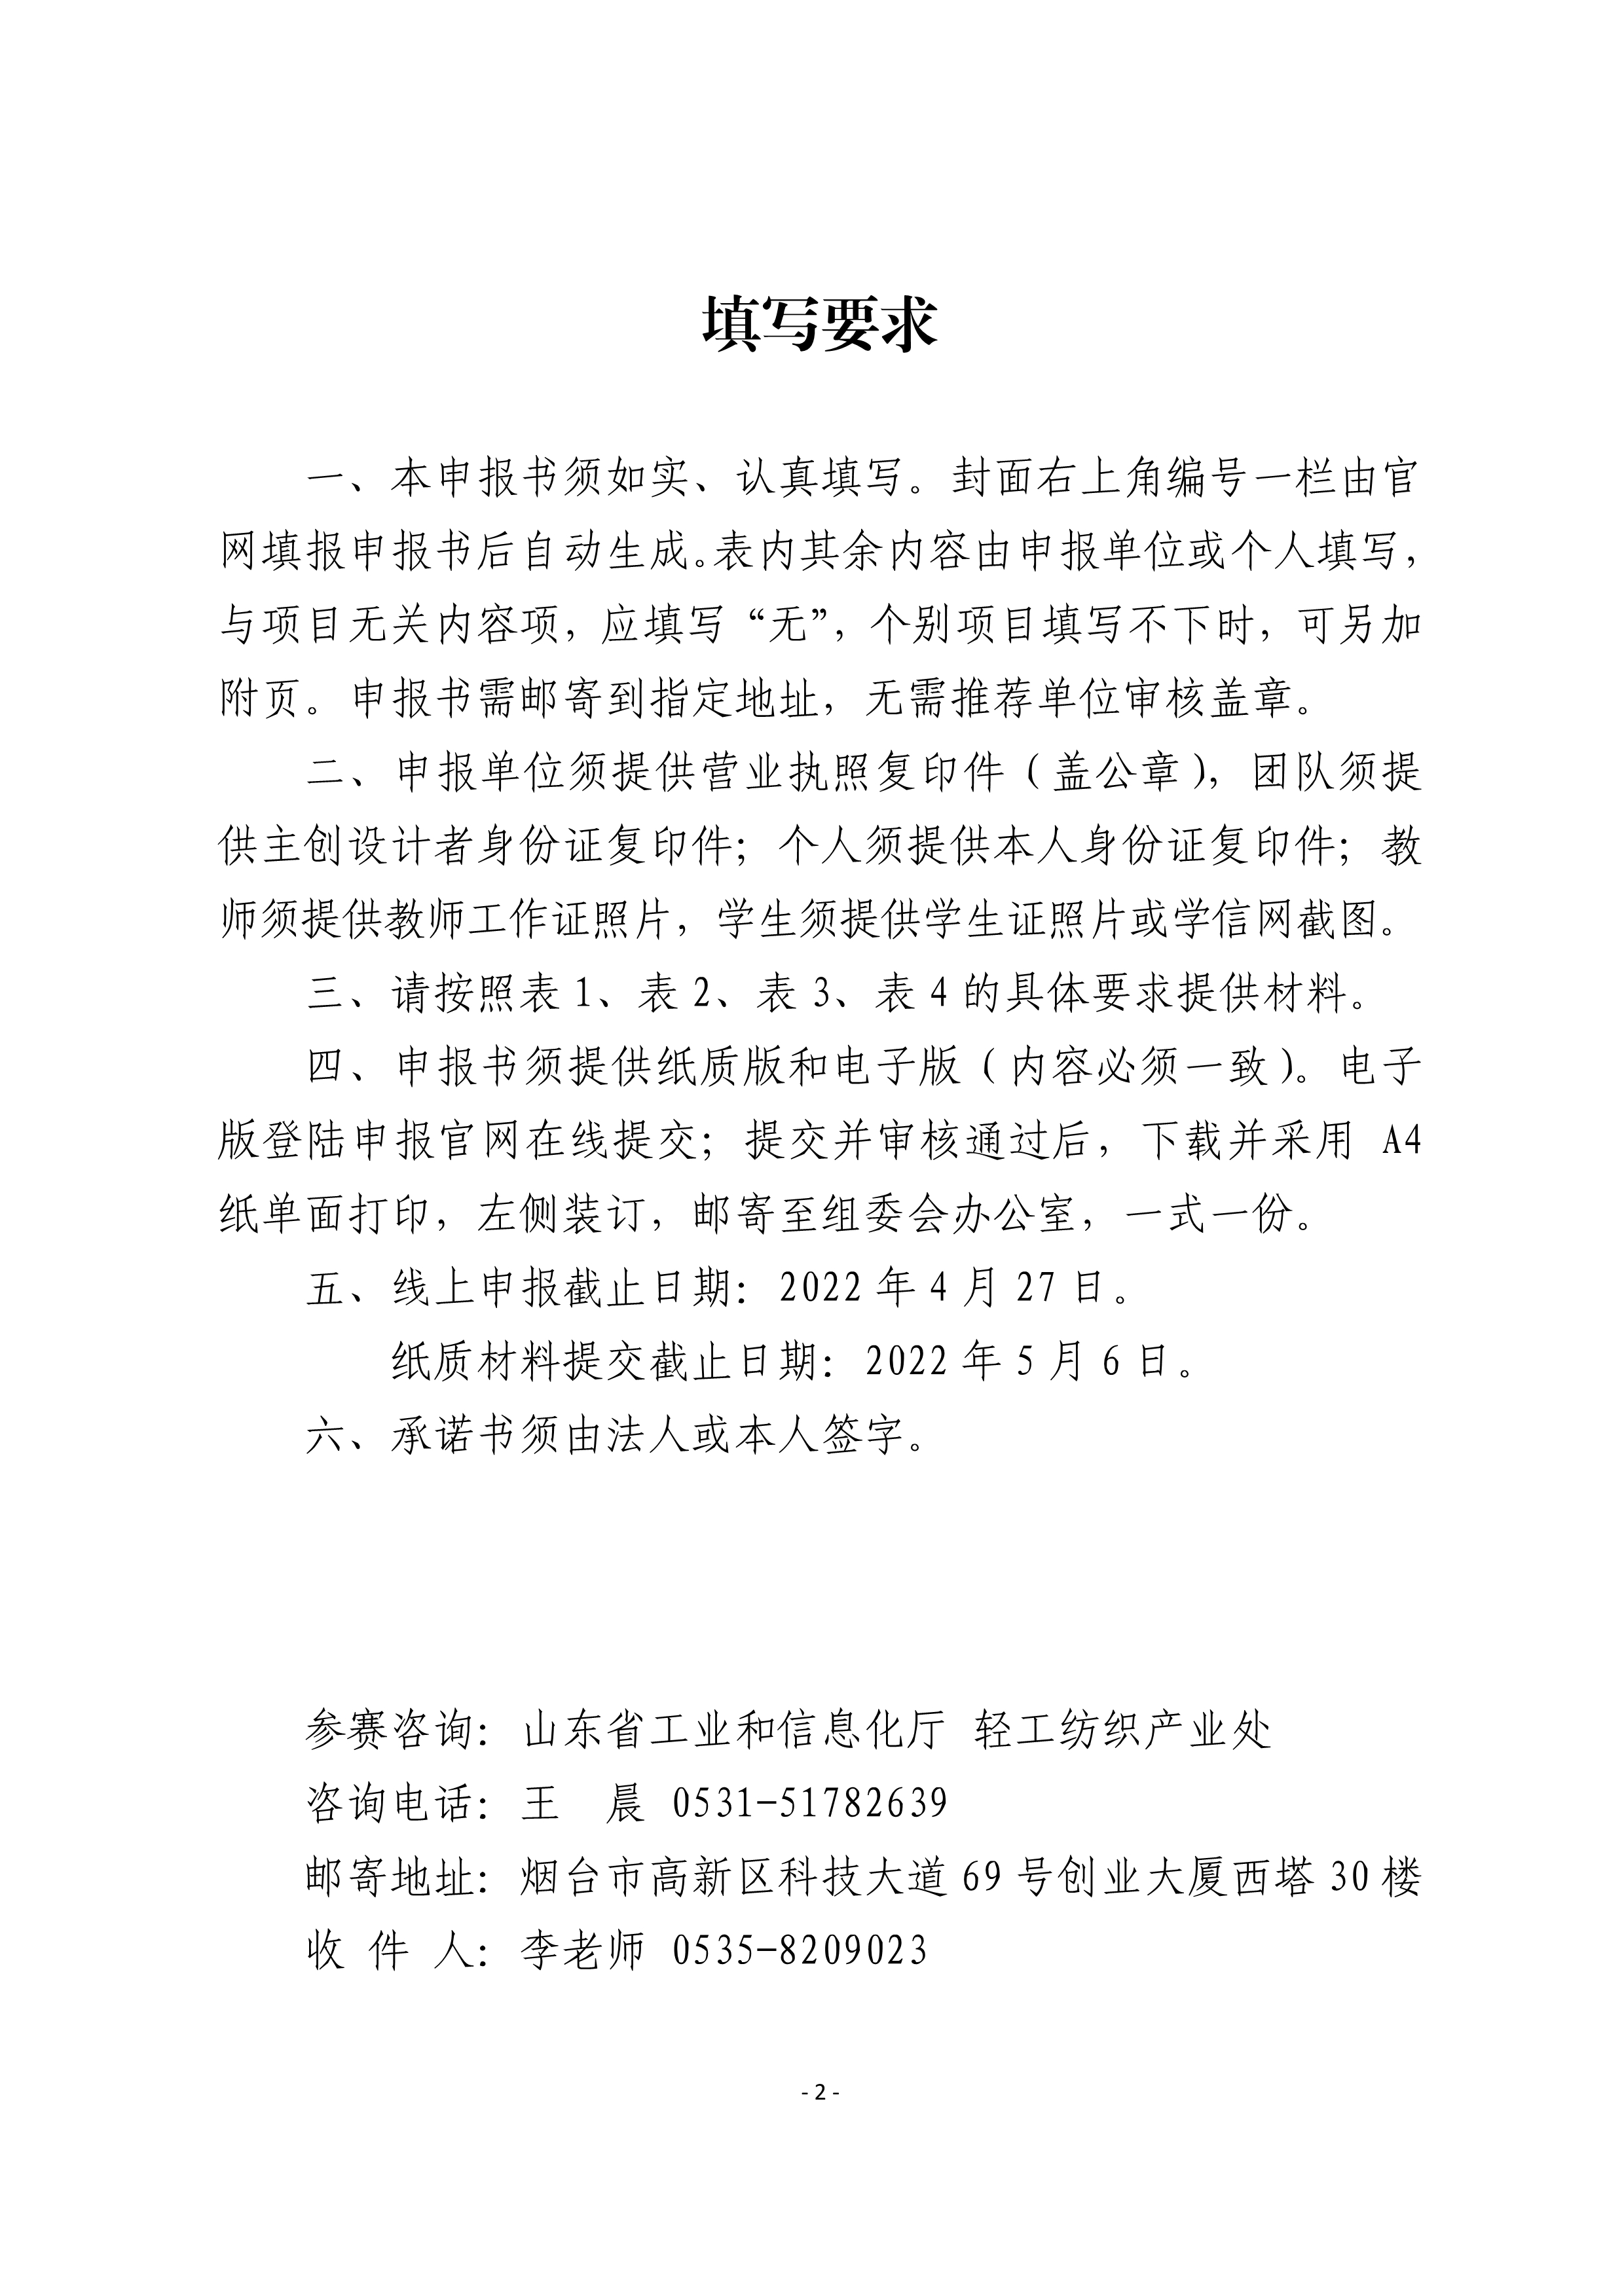 填写要求
一、本申报书须如实、认真填写。封面右上角编号一栏由官
网填报申报书后自动生成。表内其余内容由申报单位或个人填写，
与项目无关内容项，应填写“无”，个别项目填写不下时，可另加
附页。申报书需邮寄到指定地址，无需推荐单位审核盖章。
二、申报单位须提供营业执照复印件（盖公章），团队须提
供主创设计者身份证复印件；个人须提供本人身份证复印件；教
师须提供教师工作证照片，学生须提供学生证照片或学信网截图。
三、请按照表 1、表 2、表 3、表 4 的具体要求提供材料。
四、申报书须提供纸质版和电子版（内容必须一致）。电子
版登陆申报官网在线提交；提交并审核通过后，下载并采用 A4
纸单面打印，左侧装订，邮寄至组委会办公室，一式一份。
五、线上申报截止日期：2022 年 4 月 27 日。
纸质材料提交截止日期：2022 年 5 月 6 日。
六、承诺书须由法人或本人签字。
参赛咨询：山东省工业和信息化厅 轻工纺织产业处
咨询电话：王　晨 0531-51782639
邮寄地址：烟台市高新区科技大道 69 号创业大厦西塔 30 楼
收 件 人：李老师 0535-8209023
- 2 -